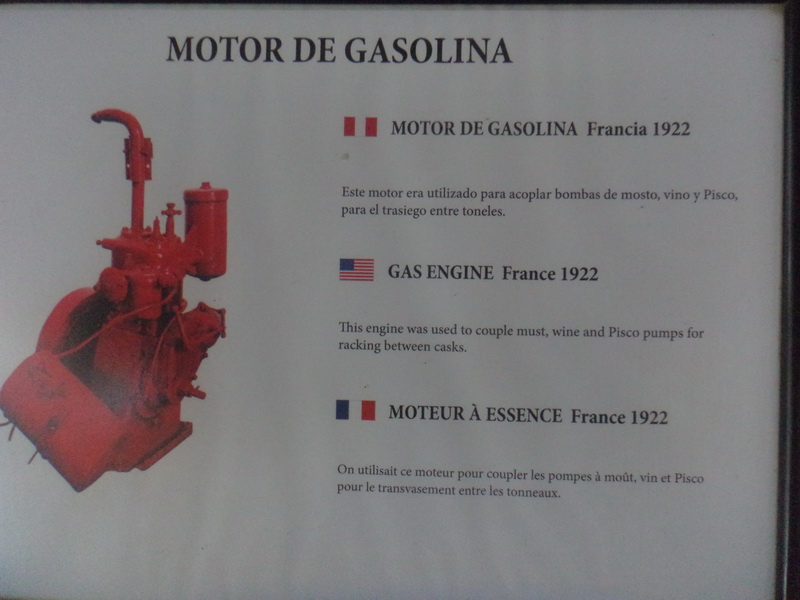 MOTOR DE GASOLINA
MOTOR DE GASOLINA Francia 1922
Este motor era utilizado para acoplar bombas de mosto, vino y Pisco,
para el trasiego entre toneles.
GAS ENGINE France 1922
This engine was used to couple must, wine and Pisco pumps for
racking between casks.
MOTEUR À ESSENCE France 1922
On utilisait ce moteur pour coupler les pompes à moût, vin et Pisco
pour le transvasement entre les tonneaux.